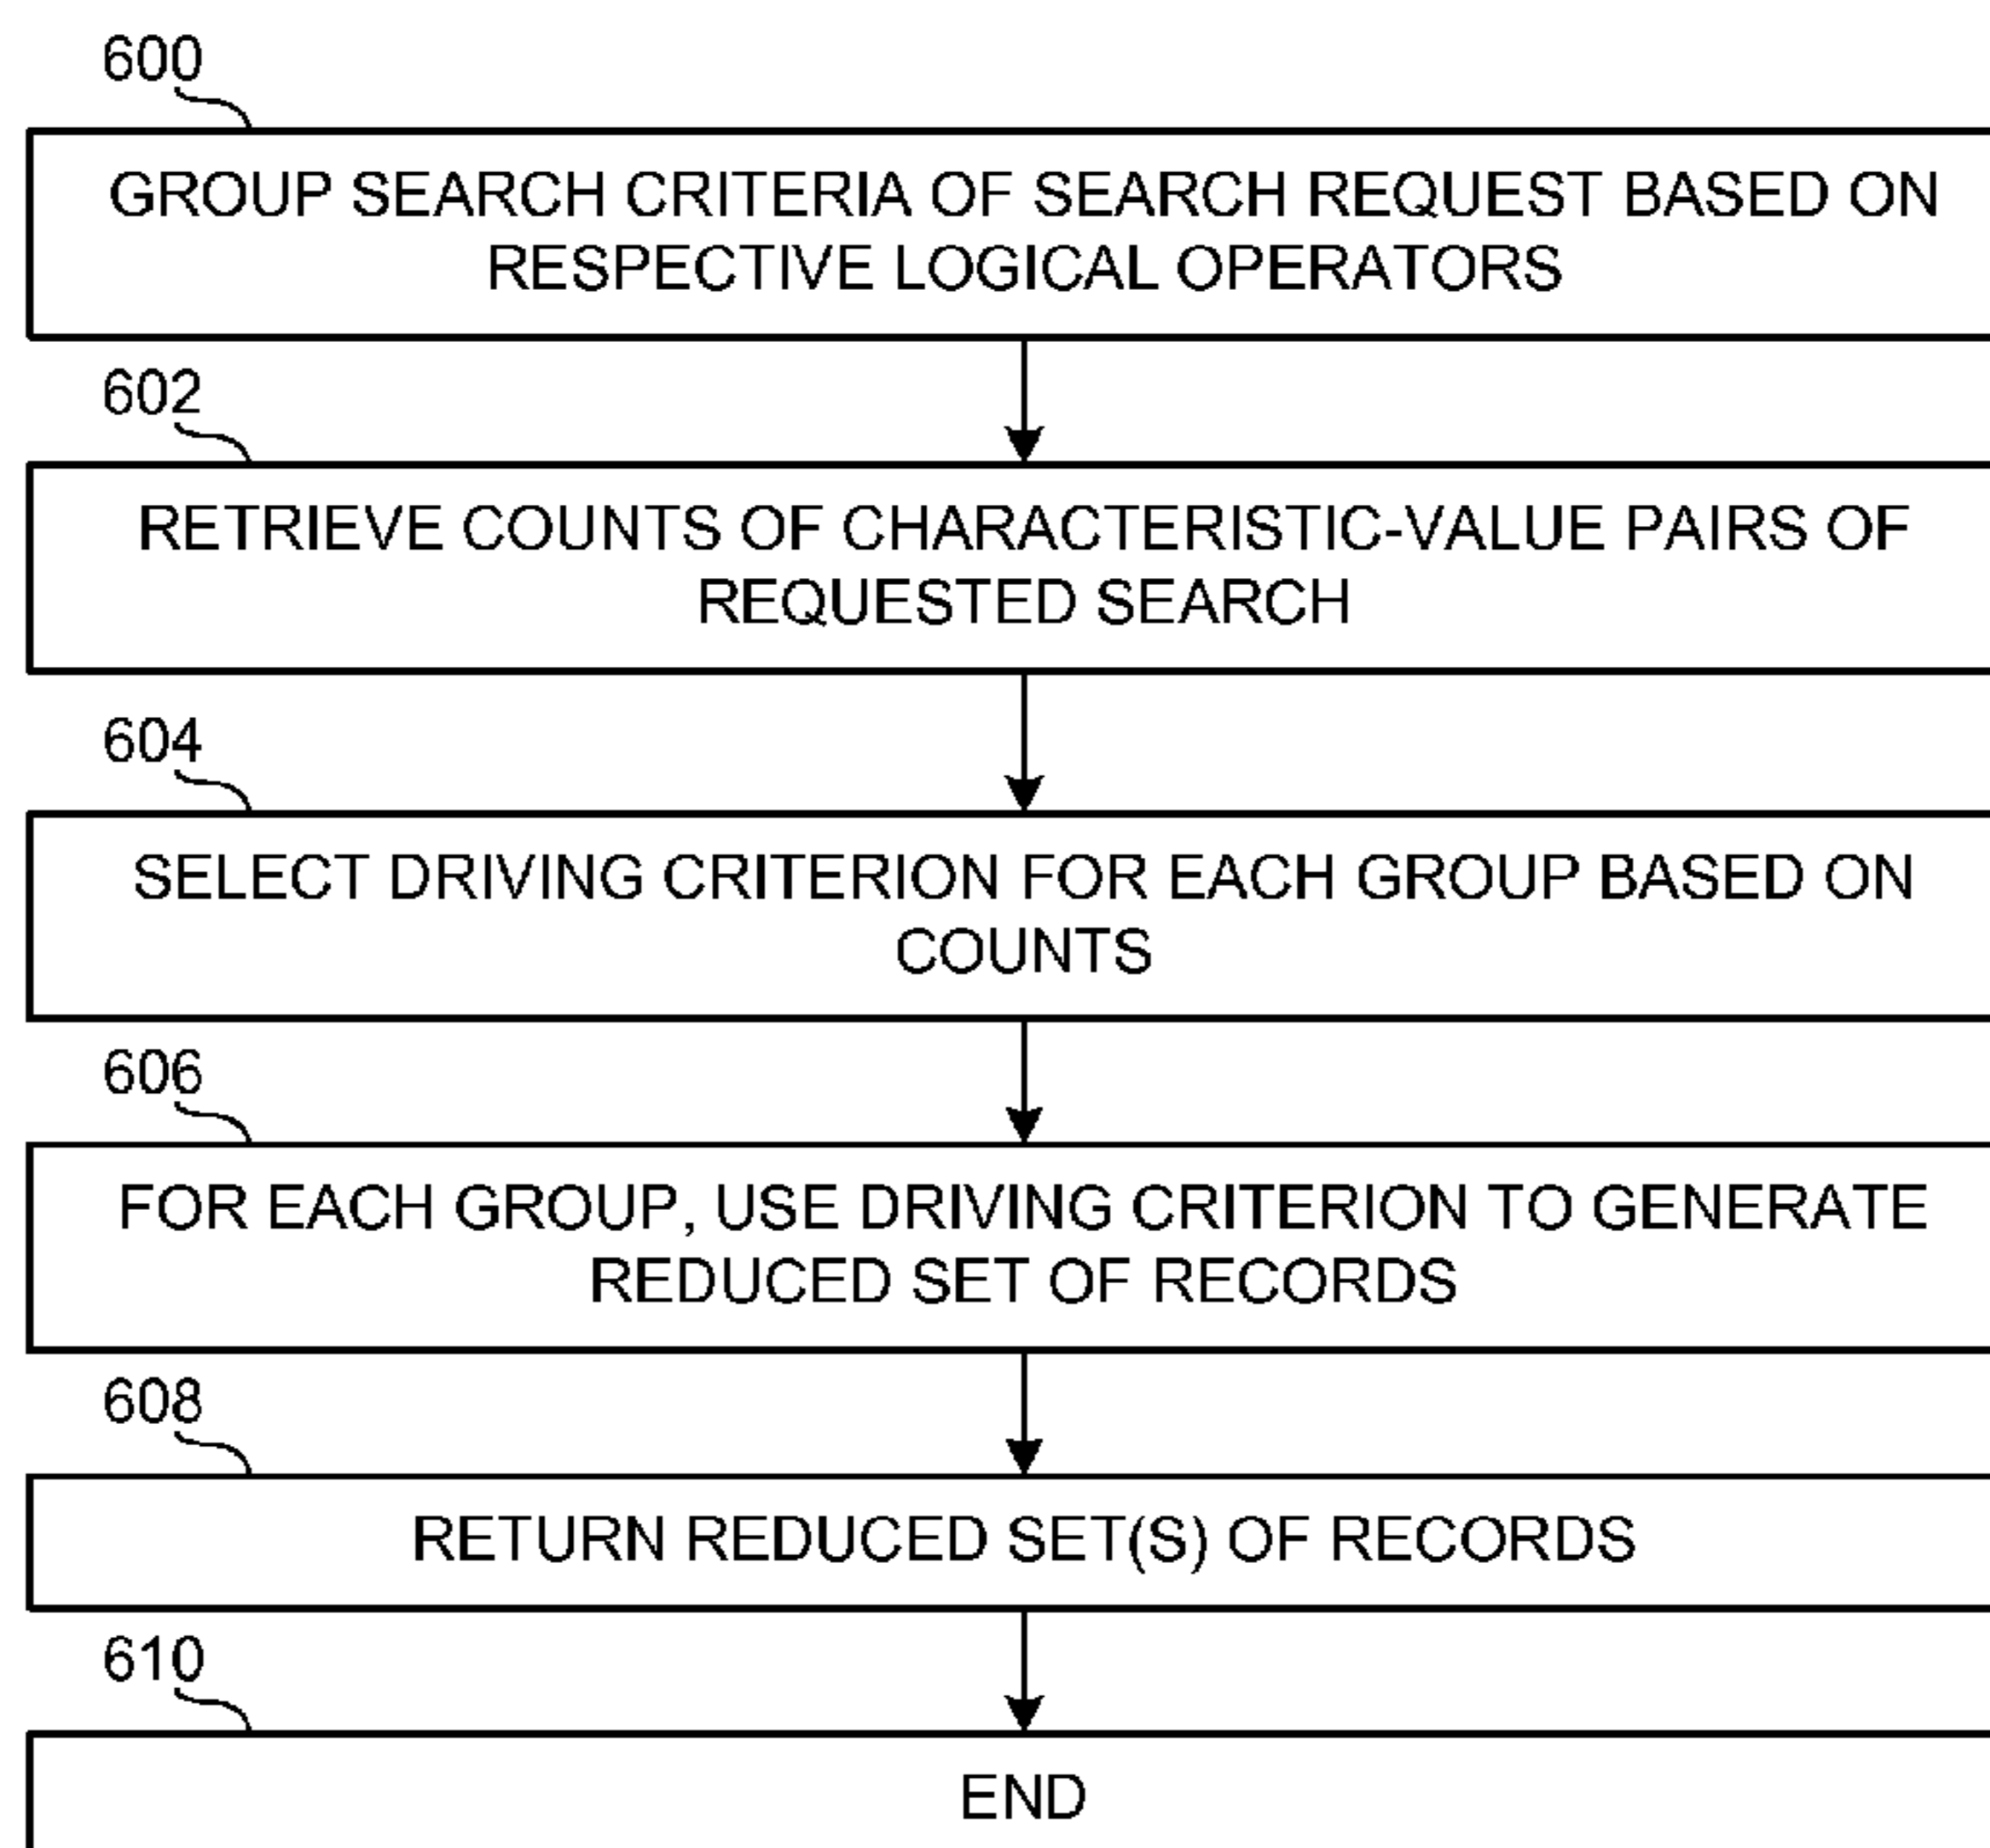 600
GROUP SEARCH CRITERIA OF SEARCH REQUEST BASED ON
RESPECTIVE LOGICAL OPERATORS
602
RETRIEVE COUNTS OF CHARACTERISTIC-VALUE PAIRS OF
REQUESTED SEARCH
604
SELECT DRIVING CRITERION FOR EACH GROUP BASED ON
COUNTS
606
FOR EACH GROUP, USE DRIVING CRITERION TO GENERATE
REDUCED SET OF RECORDS
608
RETURN REDUCED SET(S) OF RECORDS
610
END